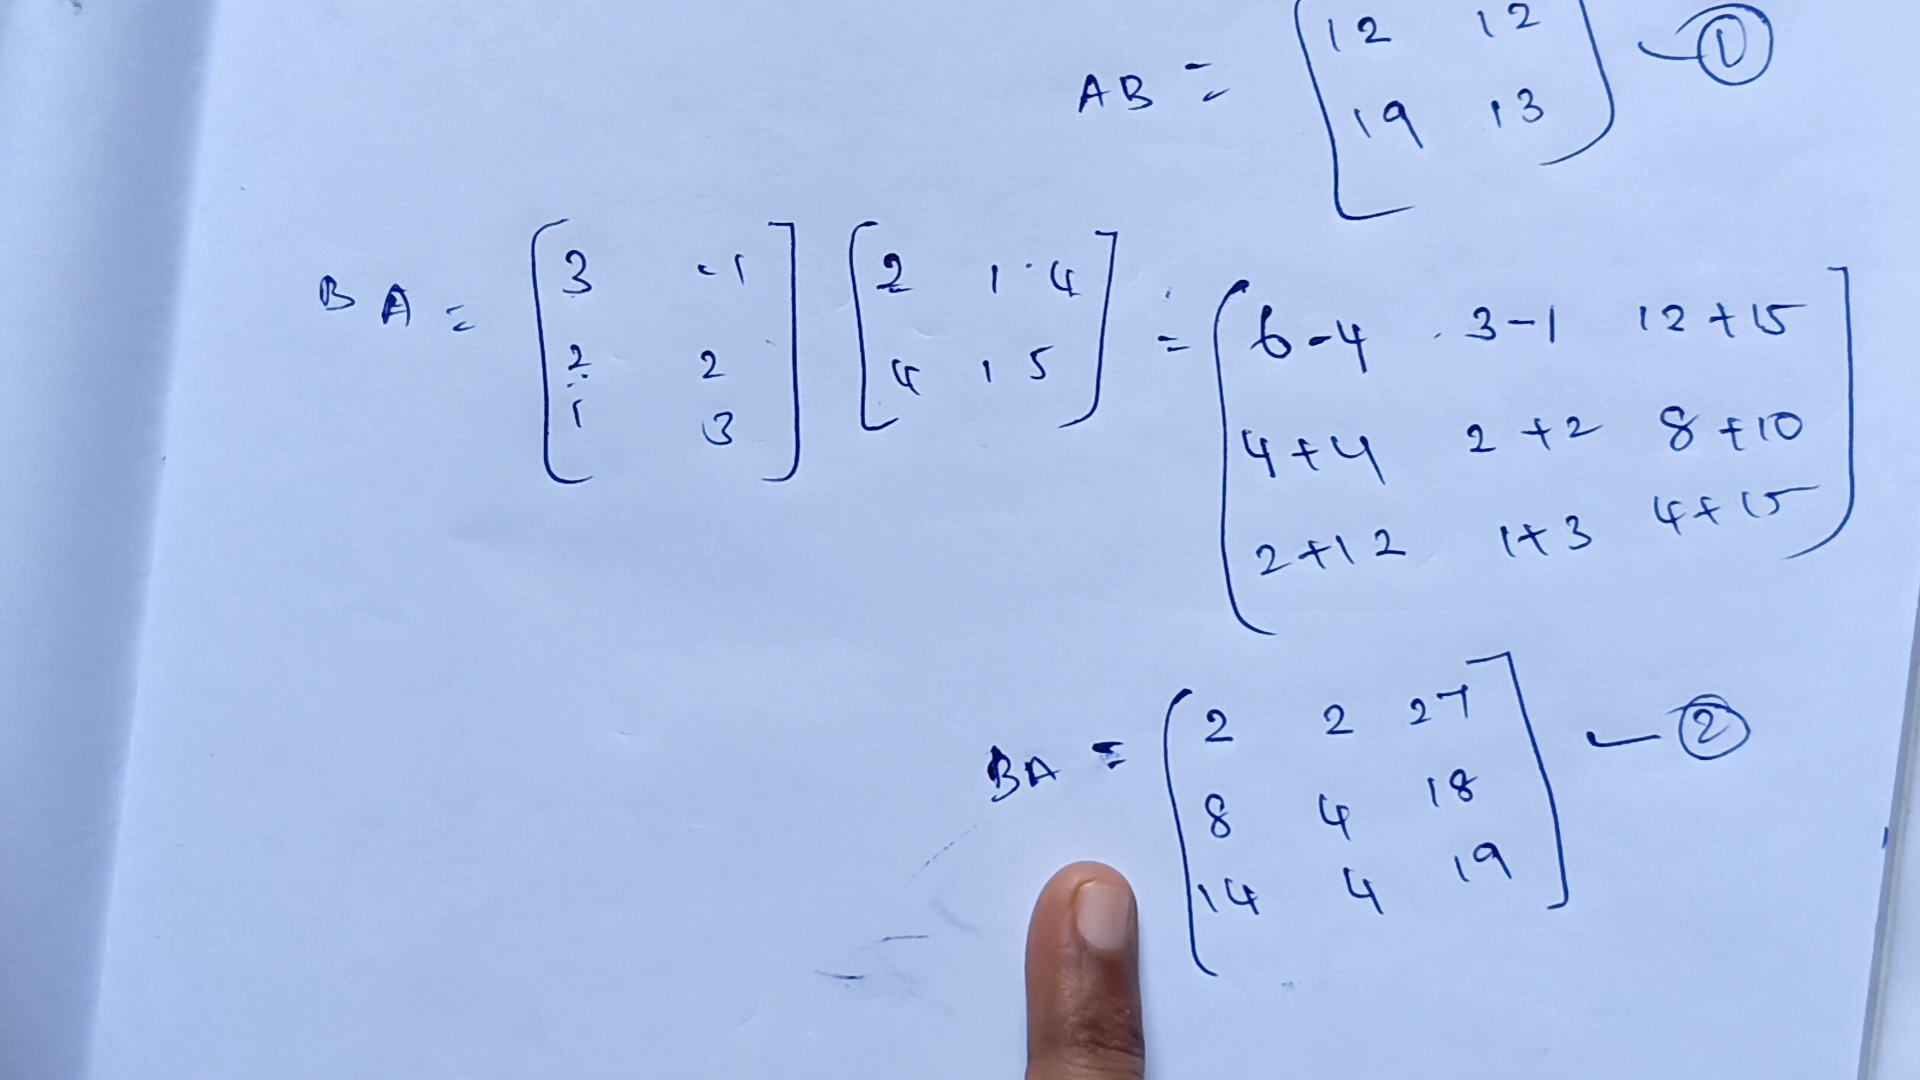 12 12
AB = — ①
19 13
BA = [3 -1] [2 1 4] = [6-4 3-1 12+15]
[2 2] [4 1 5] [4+4 2+2 8+10]
[1 3] [2+12 1+3 4+15]
2 2 27
BA = — ②
8 4 18
14 4 19